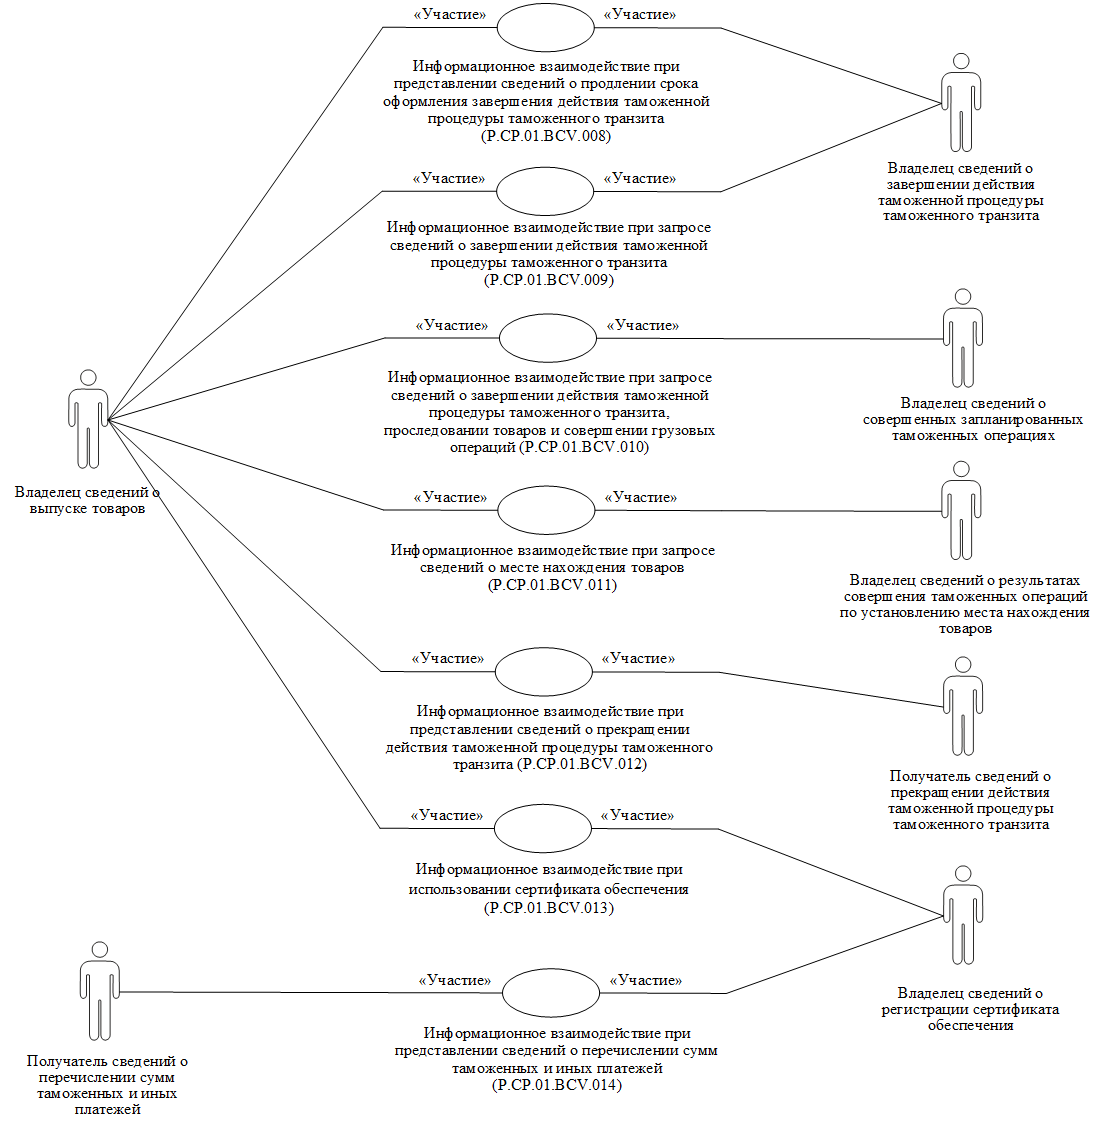 «Участие» «Участие»
Информационное взаимодействие при
представлении сведений о продлении срока
оформления завершения действия таможенной
процедуры таможенного транзита
(P.CP.01.BCV.008)
Владелец сведений о
завершении действия
таможенной процедуры
таможенного транзита
«Участие» «Участие»
Информационное взаимодействие при запросе
сведений о завершении действия таможенной
процедуры таможенного транзита
(P.CP.01.BCV.009)
«Участие» «Участие»
Информационное взаимодействие при запросе
сведений о завершении действия таможенной
процедуры таможенного транзита,
проследовании товаров и совершении грузовых
операций (P.CP.01.BCV.010)
Владелец сведений о
совершенных запланированных
таможенных операциях
Владелец сведений о
выпуске товаров
«Участие» «Участие»
Информационное взаимодействие при запросе
сведений о месте нахождения товаров
(P.CP.01.BCV.011)
Владелец сведений о результатах
совершения таможенных операций
по установлению места нахождения
товаров
«Участие» «Участие»
Информационное взаимодействие при
представлении сведений о прекращении
действия таможенной процедуры таможенного
транзита (P.CP.01.BCV.012)
Получатель сведений о
прекращении действия
таможенной процедуры
таможенного транзита
«Участие» «Участие»
Информационное взаимодействие при
использовании сертификата обеспечения
(P.CP.01.BCV.013)
Владелец сведений о
регистрации сертификата
обеспечения
«Участие» «Участие»
Информационное взаимодействие при
представлении сведений о перечислении сумм
таможенных и иных платежей
(P.CP.01.BCV.014)
Получатель сведений о
перечислении сумм
таможенных и иных
платежей